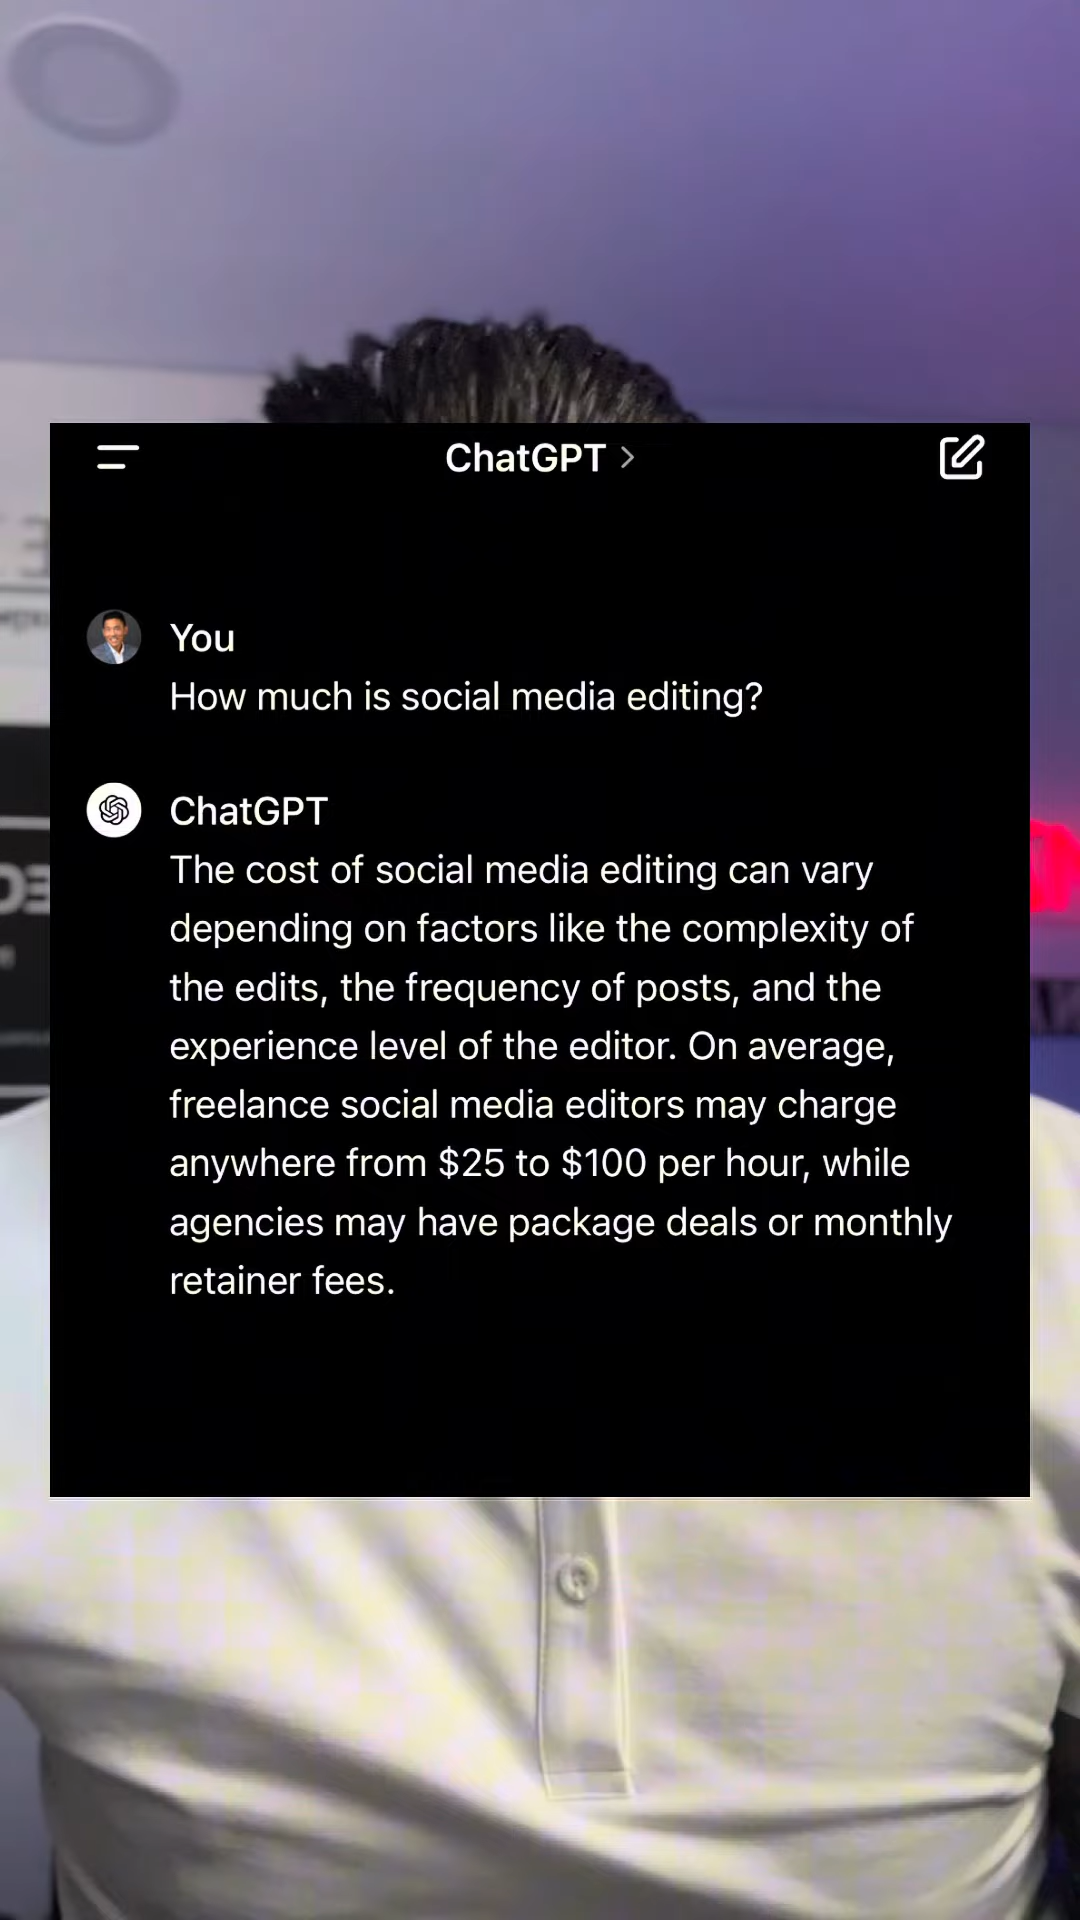 ChatGPT
You
How much is social media editing?
ChatGPT
The cost of social media editing can vary
depending on factors like the complexity of
the edits, the frequency of posts, and the
experience level of the editor. On average,
freelance social media editors may charge
anywhere from $25 to $100 per hour, while
agencies may have package deals or monthly
retainer fees.